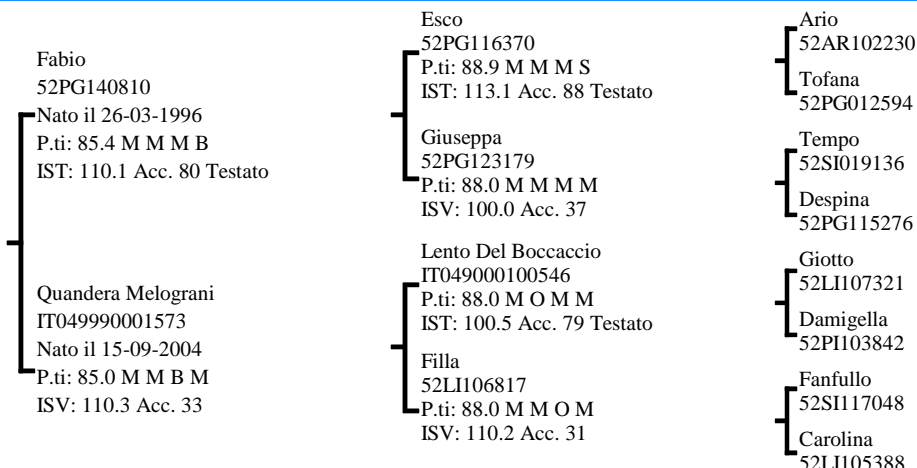 Fabio
52PG140810
Nato il 26-03-1996
P.ti: 85.4 M M M B
IST: 110.1 Acc. 80 Testato
Quandera Melograni
IT049990001573
Nato il 15-09-2004
P.ti: 85.0 M M B M
ISV: 110.3 Acc. 33
Esco
52PG116370
P.ti: 88.9 M M M S
IST: 113.1 Acc. 88 Testato
Giuseppa
52PG123179
P.ti: 88.0 M M M M
ISV: 100.0 Acc. 37
Lento Del Boccaccio
IT049000100546
P.ti: 88.0 M O M M
IST: 100.5 Acc. 79 Testato
Filla
52LI106817
P.ti: 88.0 M M O M
ISV: 110.2 Acc. 31
Ario
52AR102230
Tofana
52PG012594
Tempo
52SI019136
Despina
52PG115276
Giotto
52LI107321
Damigella
52PI103842
Fanfullo
52SI117048
Carolina
52LI105388